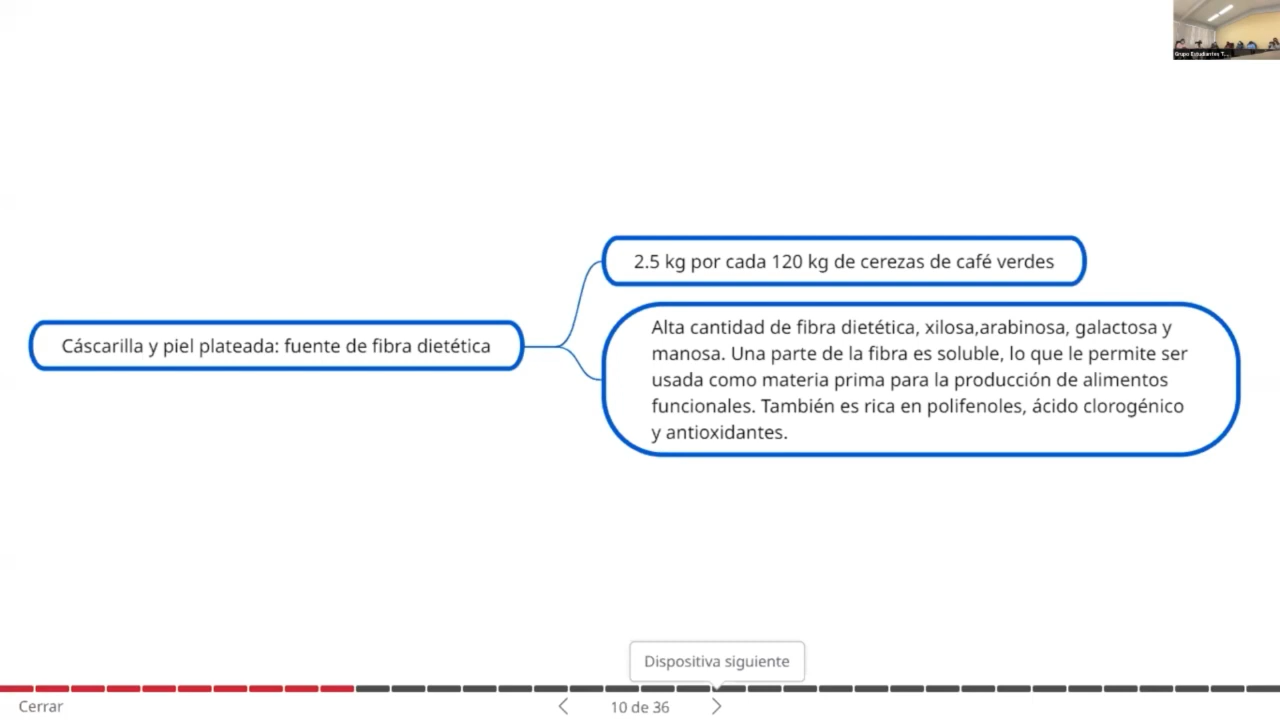 Grupo Estudiantes T...
2.5 kg por cada 120 kg de cerezas de café verdes
Cáscarilla y piel plateada: fuente de fibra dietética
Alta cantidad de fibra dietética, xilosa,arabinosa, galactosa y
manosa. Una parte de la fibra es soluble, lo que le permite ser
usada como materia prima para la producción de alimentos
funcionales. También es rica en polifenoles, ácido clorogénico
y antioxidantes.
Dispositiva siguiente
Cerrar
10 de 36